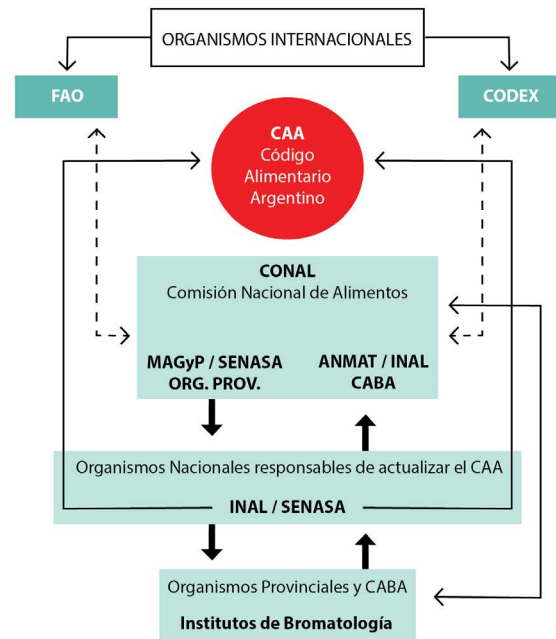 ORGANISMOS INTERNACIONALES
FAO
CODEX
CAA
Código
Alimentario
Argentino
CONAL
Comisión Nacional de Alimentos
MAGyP / SENASA
ORG. PROV.
ANMAT / INAL
CABA
Organismos Nacionales responsables de actualizar el CAA
INAL / SENASA
Organismos Provinciales y CABA
Institutos de Bromatología